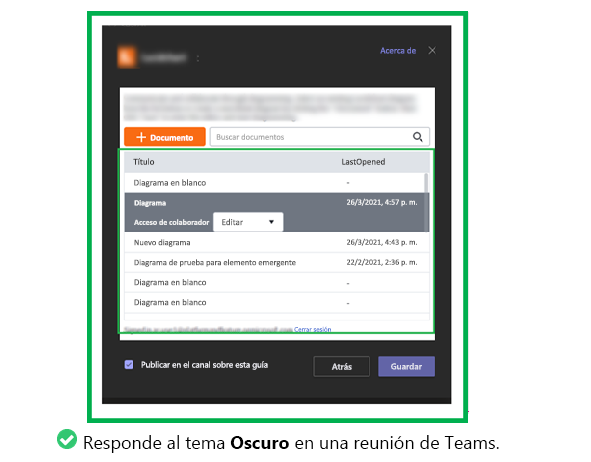 Acerca de
+ Documento
Buscar documentos
Título LastOpened
Diagrama en blanco -
Diagrama 26/3/2021, 4:57 p. m.
Acceso de colaborador Editar
Nuevo diagrama 26/3/2021, 4:43 p. m.
Diagrama de prueba para elemento emergente 22/2/2021, 2:36 p. m.
Diagrama en blanco -
Diagrama en blanco -
Cerrar sesión
Publicar en el canal sobre esta guía
Atrás Guardar
Responde al tema Oscuro en una reunión de Teams.